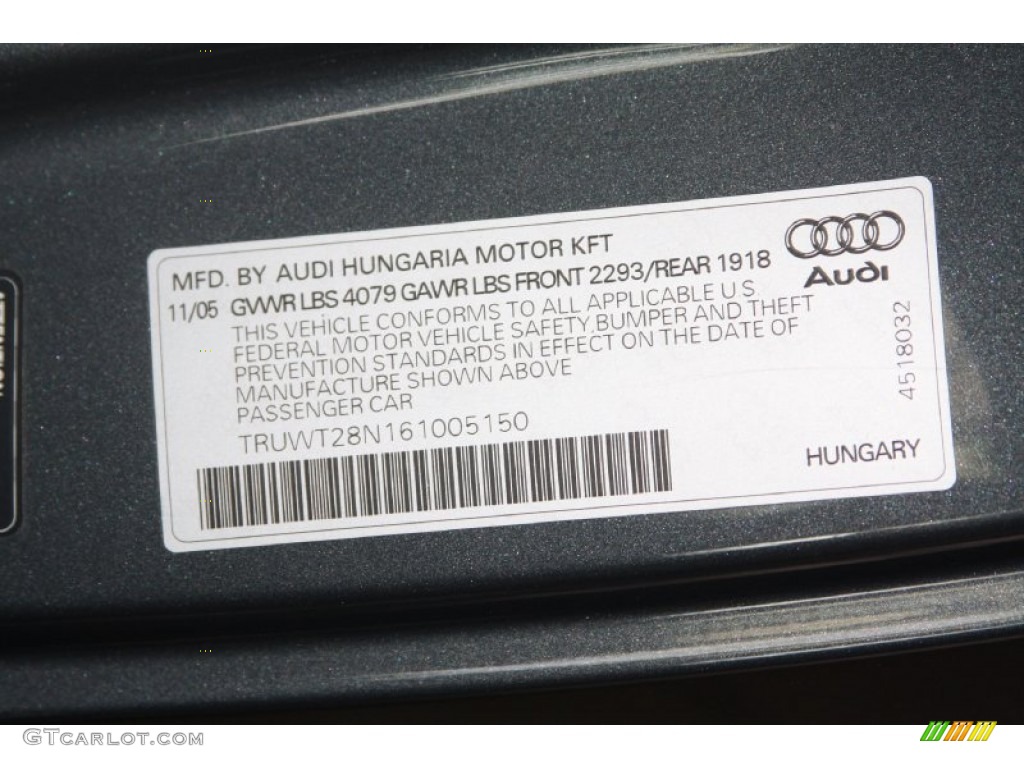 MFD. BY AUDI HUNGARIA MOTOR KFT
11/05 GVWR LBS 4079 GAWR LBS FRONT 2293/REAR 1918
THIS VEHICLE CONFORMS TO ALL APPLICABLE U.S.
FEDERAL MOTOR VEHICLE SAFETY,BUMPER AND THEFT
PREVENTION STANDARDS IN EFFECT ON THE DATE OF
MANUFACTURE SHOWN ABOVE
PASSENGER CAR
TRUWT28N161005150
Audi
4518032
HUNGARY
GTCARLOT.COM